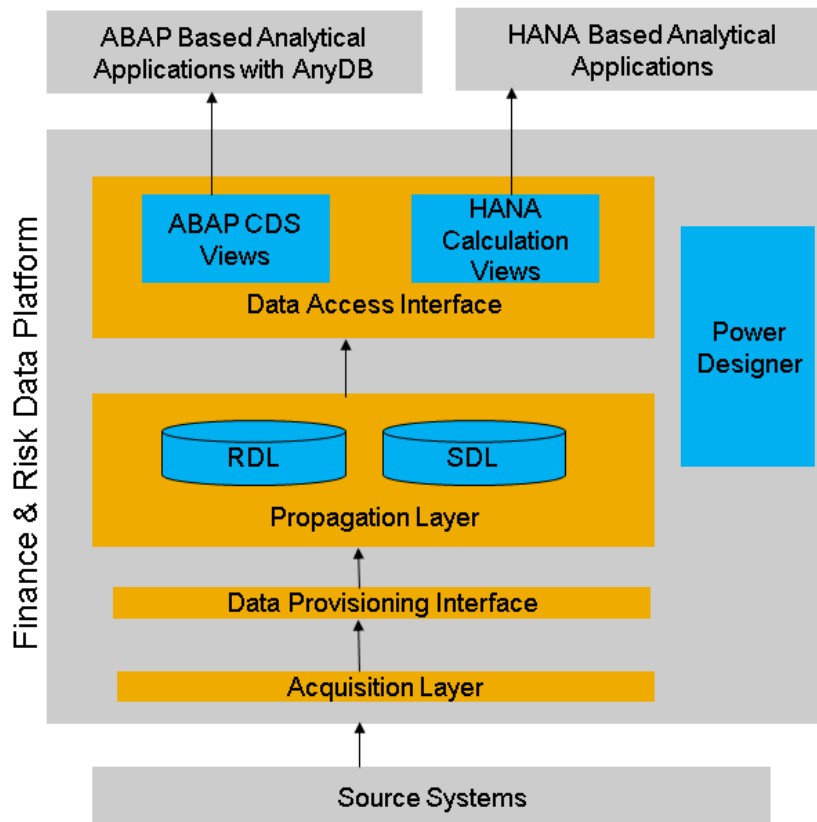 ABAP Based Analytical
Applications with AnyDB
HANA Based Analytical
Applications
Finance & Risk Data Platform
ABAP CDS
Views
HANA
Calculation
Views
Data Access Interface
Power
Designer
RDL
SDL
Propagation Layer
Data Provisioning Interface
Acquisition Layer
Source Systems